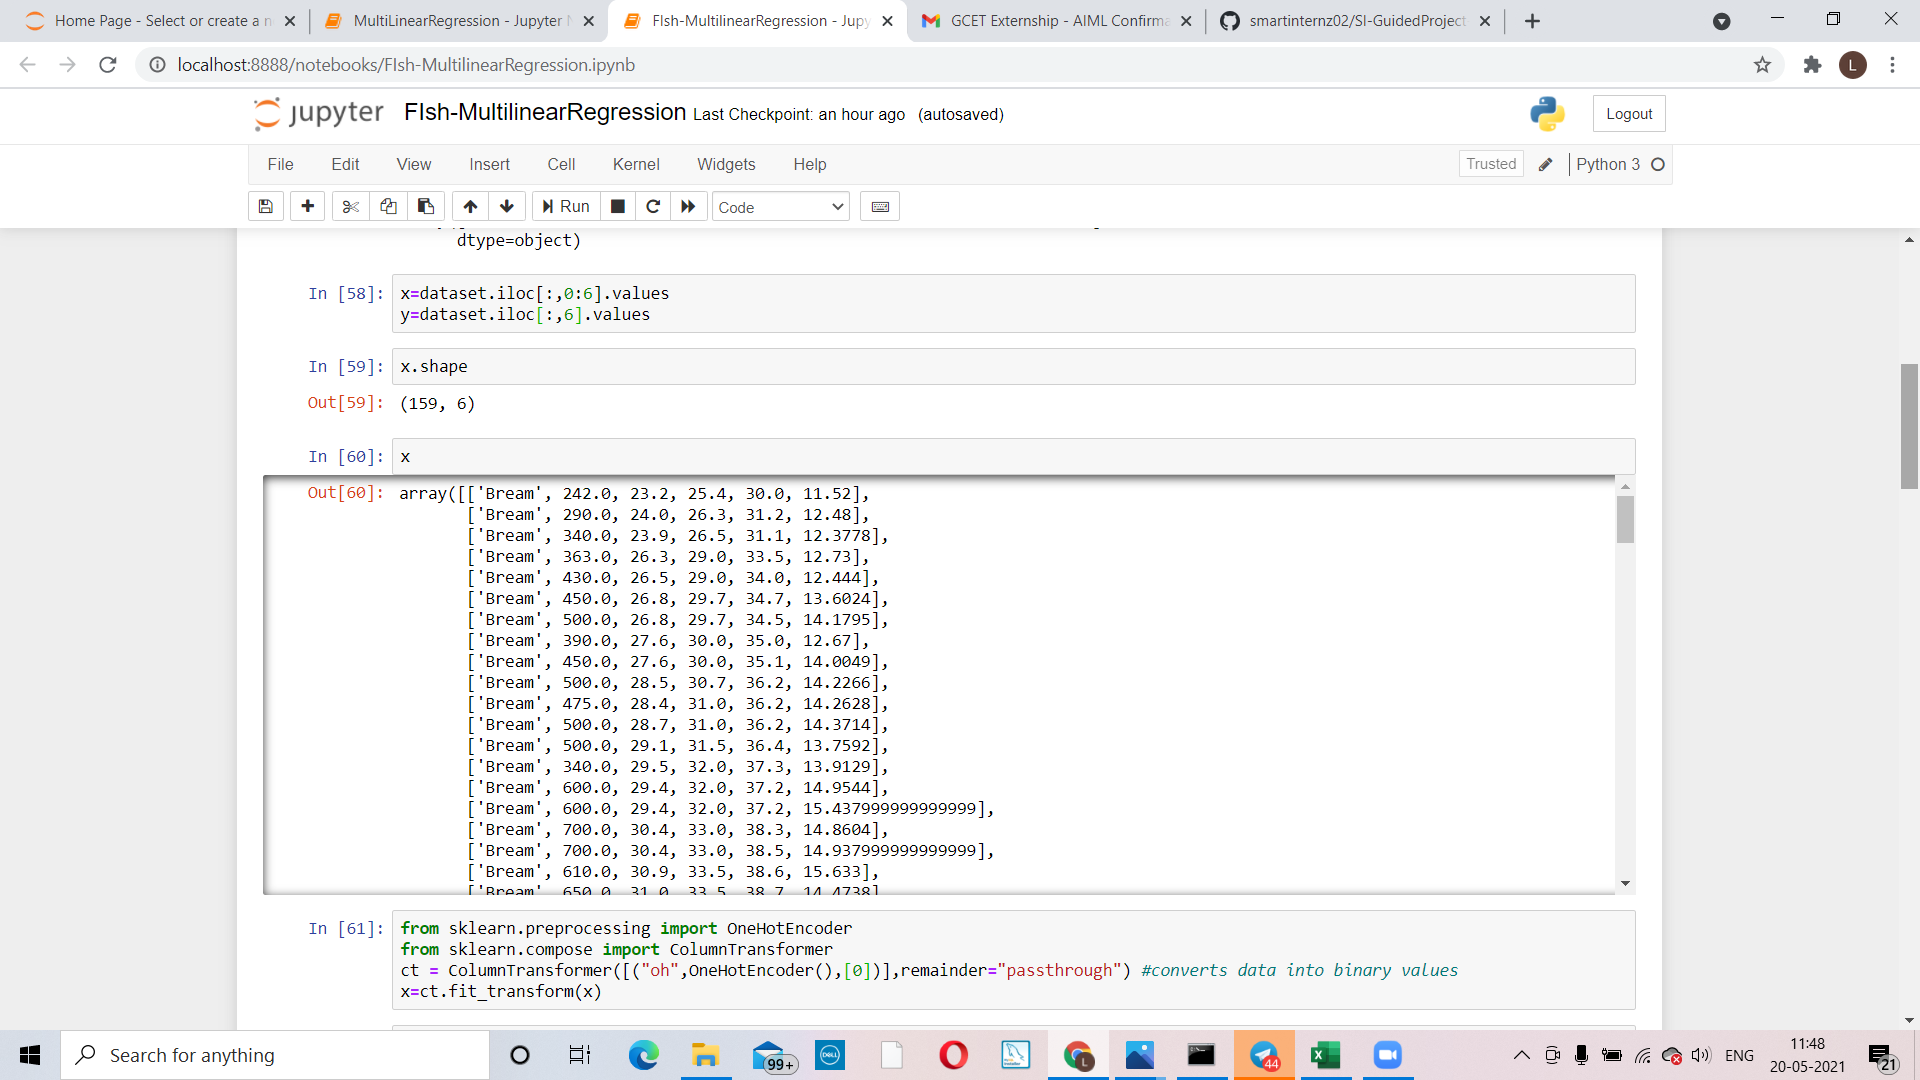 Home Page - Select or create a n
MultiLinearRegression - Jupyter N
FIsh-MultilinearRegression - Jupy
GCET Externship - AIML Confirma
smartinternz02/SI-GuidedProject
localhost:8888/notebooks/FIsh-MultilinearRegression.ipynb
L
jupyter FIsh-MultilinearRegression Last Checkpoint: an hour ago (autosaved)
Logout
File Edit View Insert Cell Kernel Widgets Help
Trusted
Python 3
Run
Code
dtype=object)
In [58]: x=dataset.iloc[:,0:6].values
y=dataset.iloc[:,6].values
In [59]: x.shape
Out[59]: (159, 6)
In [60]: x
Out[60]: array([['Bream', 242.0, 23.2, 25.4, 30.0, 11.52],
['Bream', 290.0, 24.0, 26.3, 31.2, 12.48],
['Bream', 340.0, 23.9, 26.5, 31.1, 12.3778],
['Bream', 363.0, 26.3, 29.0, 33.5, 12.73],
['Bream', 430.0, 26.5, 29.0, 34.0, 12.444],
['Bream', 450.0, 26.8, 29.7, 34.7, 13.6024],
['Bream', 500.0, 26.8, 29.7, 34.5, 14.1795],
['Bream', 390.0, 27.6, 30.0, 35.0, 12.67],
['Bream', 450.0, 27.6, 30.0, 35.1, 14.0049],
['Bream', 500.0, 28.5, 30.7, 36.2, 14.2266],
['Bream', 475.0, 28.4, 31.0, 36.2, 14.2628],
['Bream', 500.0, 28.7, 31.0, 36.2, 14.3714],
['Bream', 500.0, 29.1, 31.5, 36.4, 13.7592],
['Bream', 340.0, 29.5, 32.0, 37.3, 13.9129],
['Bream', 600.0, 29.4, 32.0, 37.2, 14.9544],
['Bream', 600.0, 29.4, 32.0, 37.2, 15.437999999999999],
['Bream', 700.0, 30.4, 33.0, 38.3, 14.8604],
['Bream', 700.0, 30.4, 33.0, 38.5, 14.937999999999999],
['Bream', 610.0, 30.9, 33.5, 38.6, 15.633],
['Bream', 650.0, 31.0, 33.5, 38.7, 14.4738]
In [61]: from sklearn.preprocessing import OneHotEncoder
from sklearn.compose import ColumnTransformer
ct = ColumnTransformer([("oh",OneHotEncoder(),[0])],remainder="passthrough") #converts data into binary values
x=ct.fit_transform(x)
Search for anything
99+
DELL
L
44
ENG
11:48
20-05-2021
21